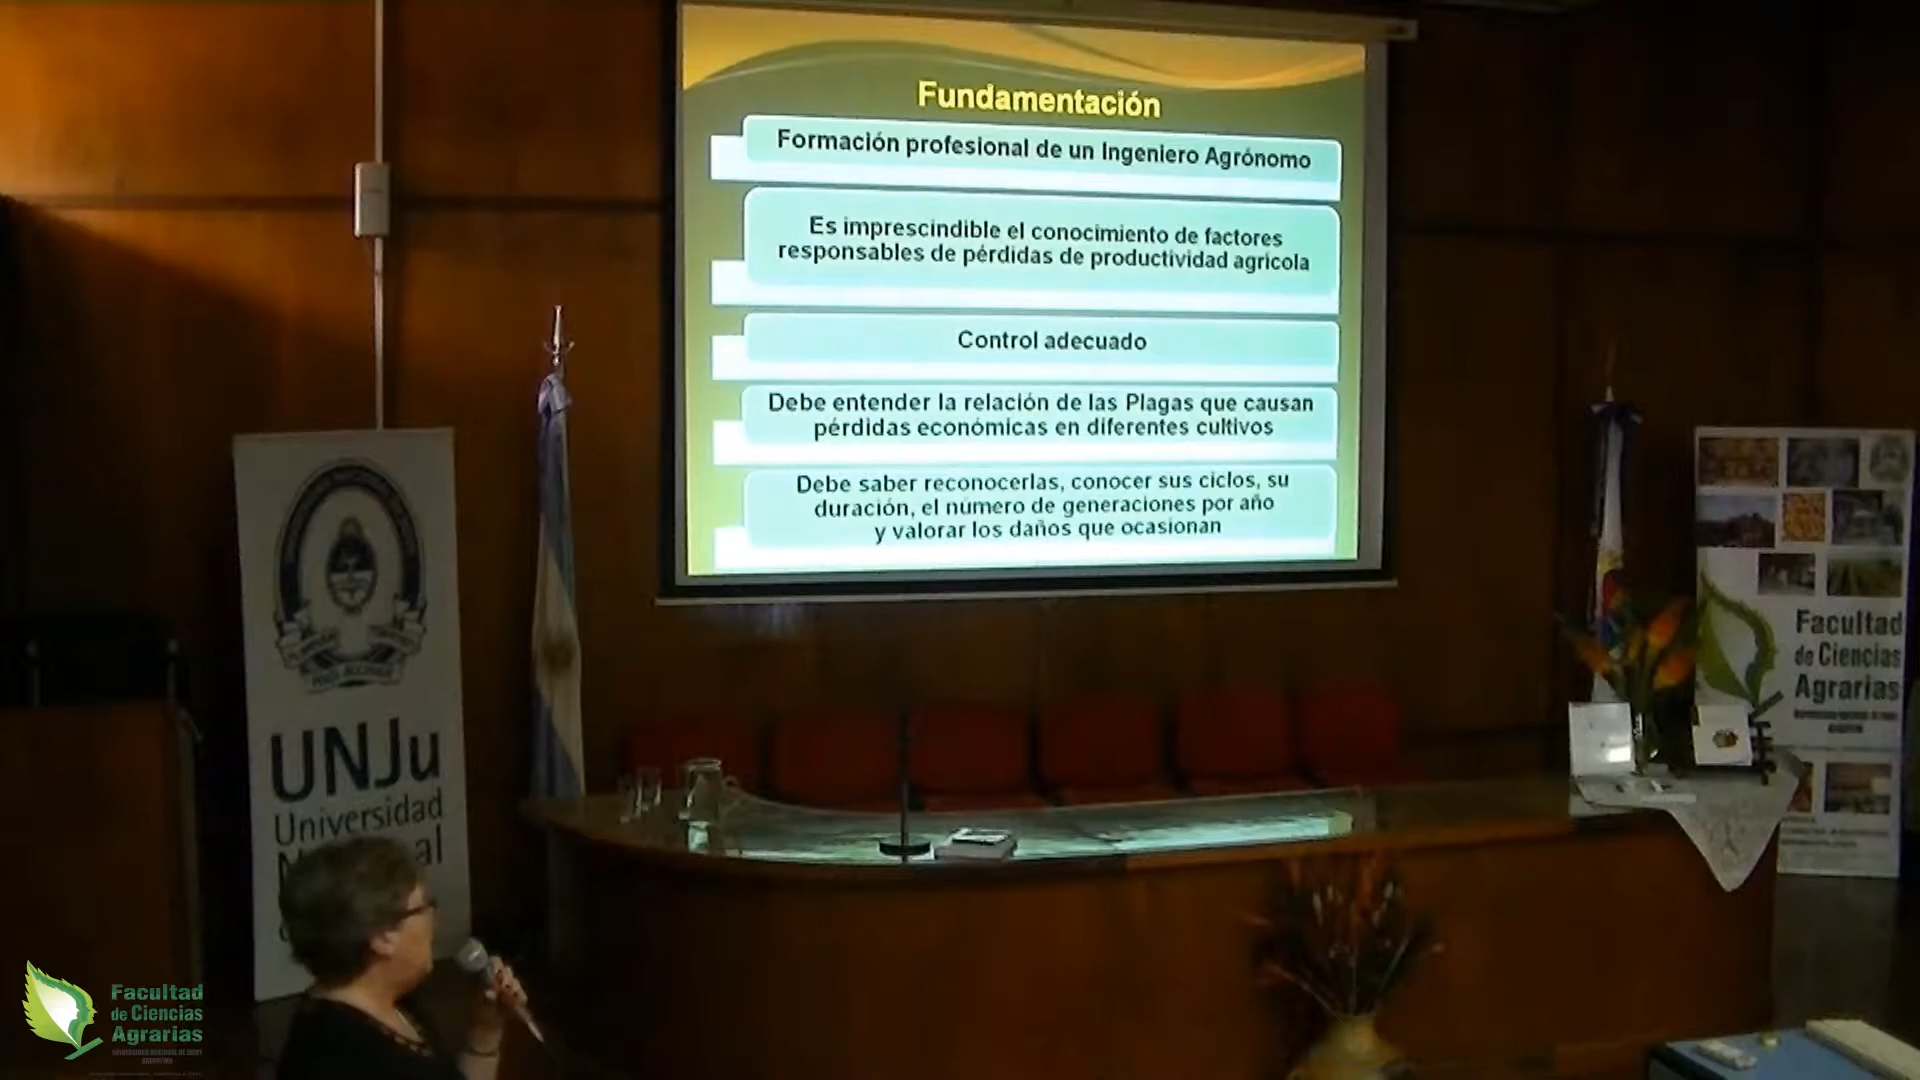 Fundamentación
Formación profesional de un Ingeniero Agrónomo
Es imprescindible el conocimiento de factores
responsables de pérdidas de productividad agrícola
Control adecuado
Debe entender la relación de las Plagas que causan
pérdidas económicas en diferentes cultivos
Debe saber reconocerlas, conocer sus ciclos, su
duración, el número de generaciones por año
y valorar los daños que ocasionan
UNJu
Universidad
Facultad
de Ciencias
Agrarias
Facultad
de Ciencias
Agrarias